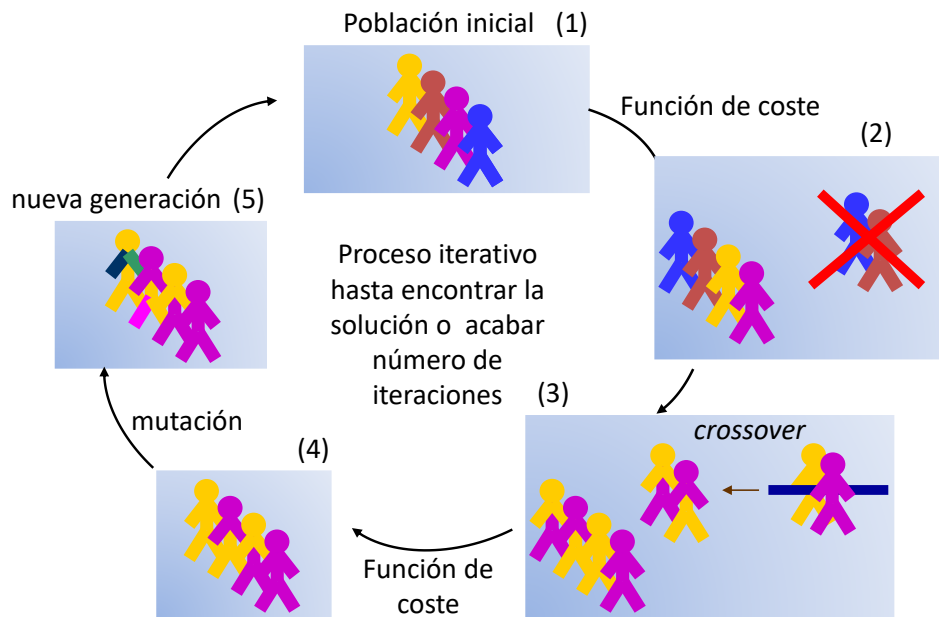 Población inicial (1)
Función de coste
(2)
nueva generación (5)
Proceso iterativo
hasta encontrar la
solución o acabar
número de
iteraciones
(3)
crossover
mutación
(4)
Función de
coste